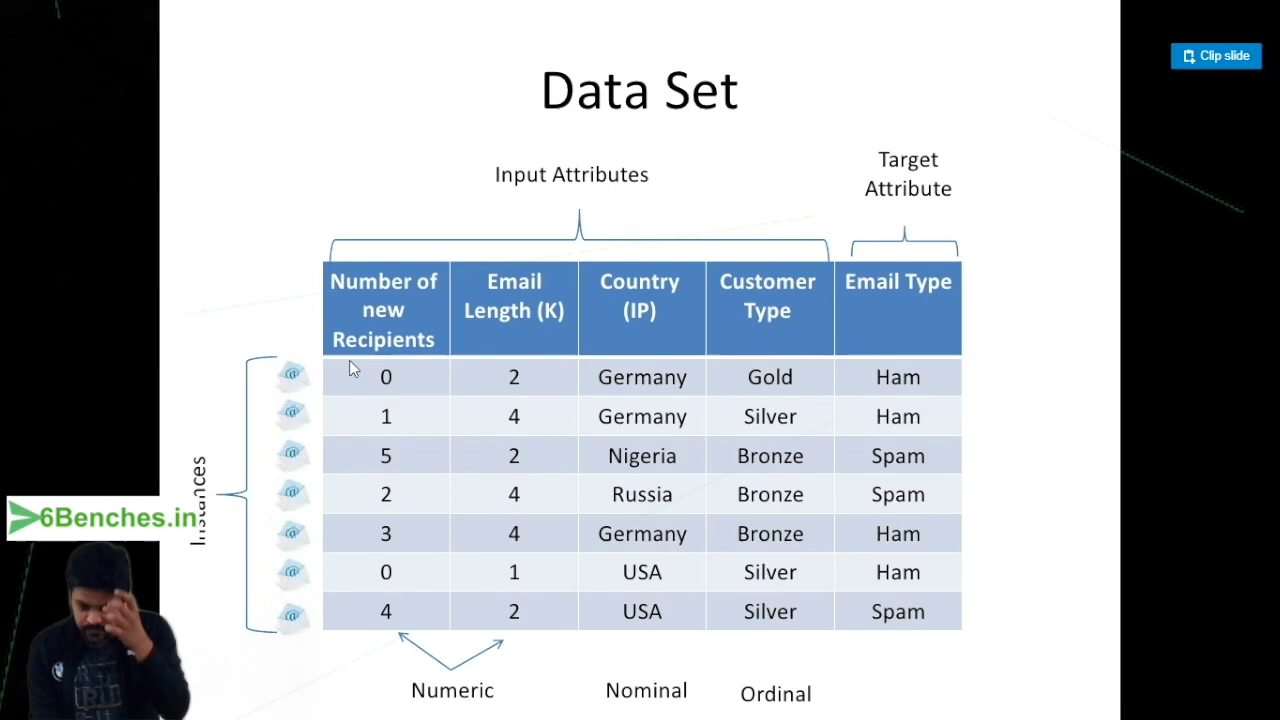 Clip slide
Data Set
Input Attributes
Target
Attribute
Number of
new
Recipients
Email
Length (K)
Country
(IP)
Customer
Type
Email Type
0 2 Germany Gold Ham
1 4 Germany Silver Ham
5 2 Nigeria Bronze Spam
2 4 Russia Bronze Spam
3 4 Germany Bronze Ham
0 1 USA Silver Ham
4 2 USA Silver Spam
Instances
6Benches.in
Numeric
Nominal
Ordinal